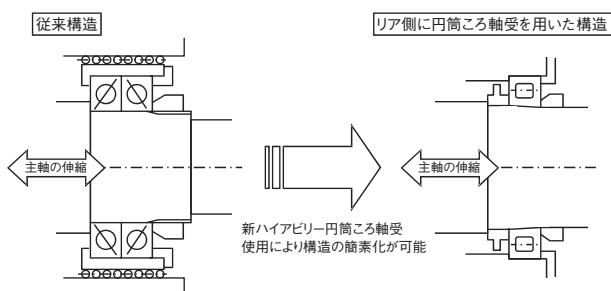 従来構造
リア側に円筒ころ軸受を用いた構造
主軸の伸縮
主軸の伸縮
新ハイアビリー円筒ころ軸受
使用により構造の簡素化が可能